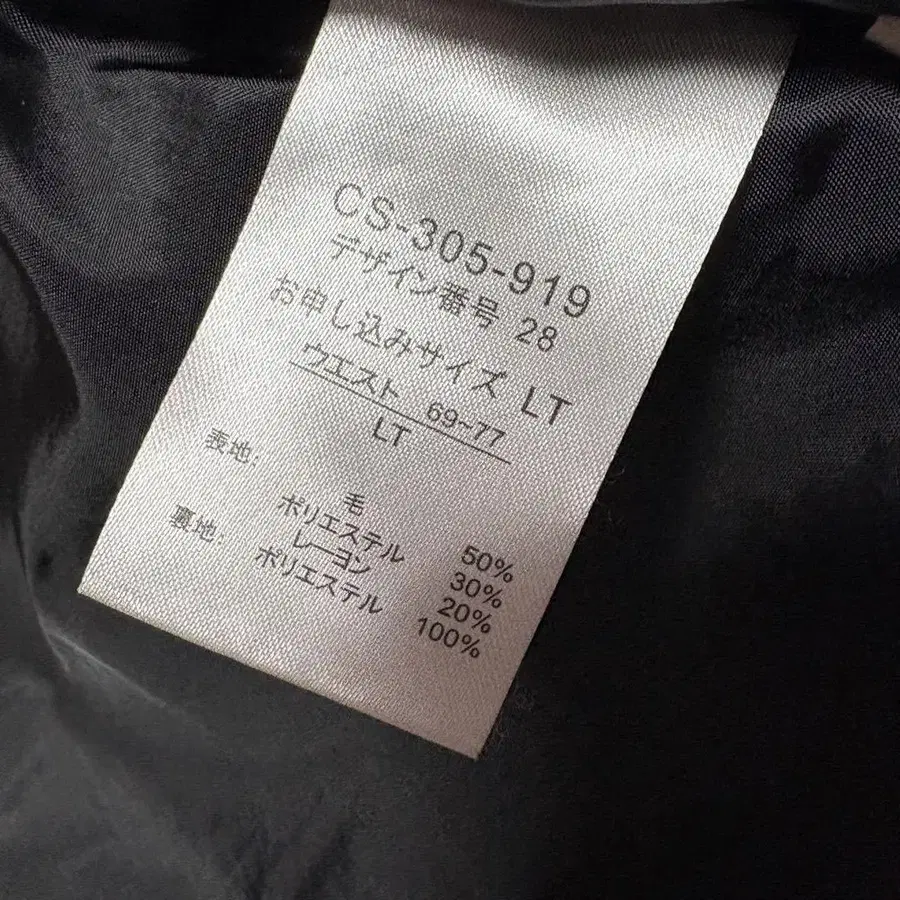 CS-305-919
デザイン番号 28
お申し込みサイズ LT
ウエスト 69~77
LT
表地: 毛 50%
ポリエステル 30%
レーヨン 20%
裏地: ポリエステル 100%